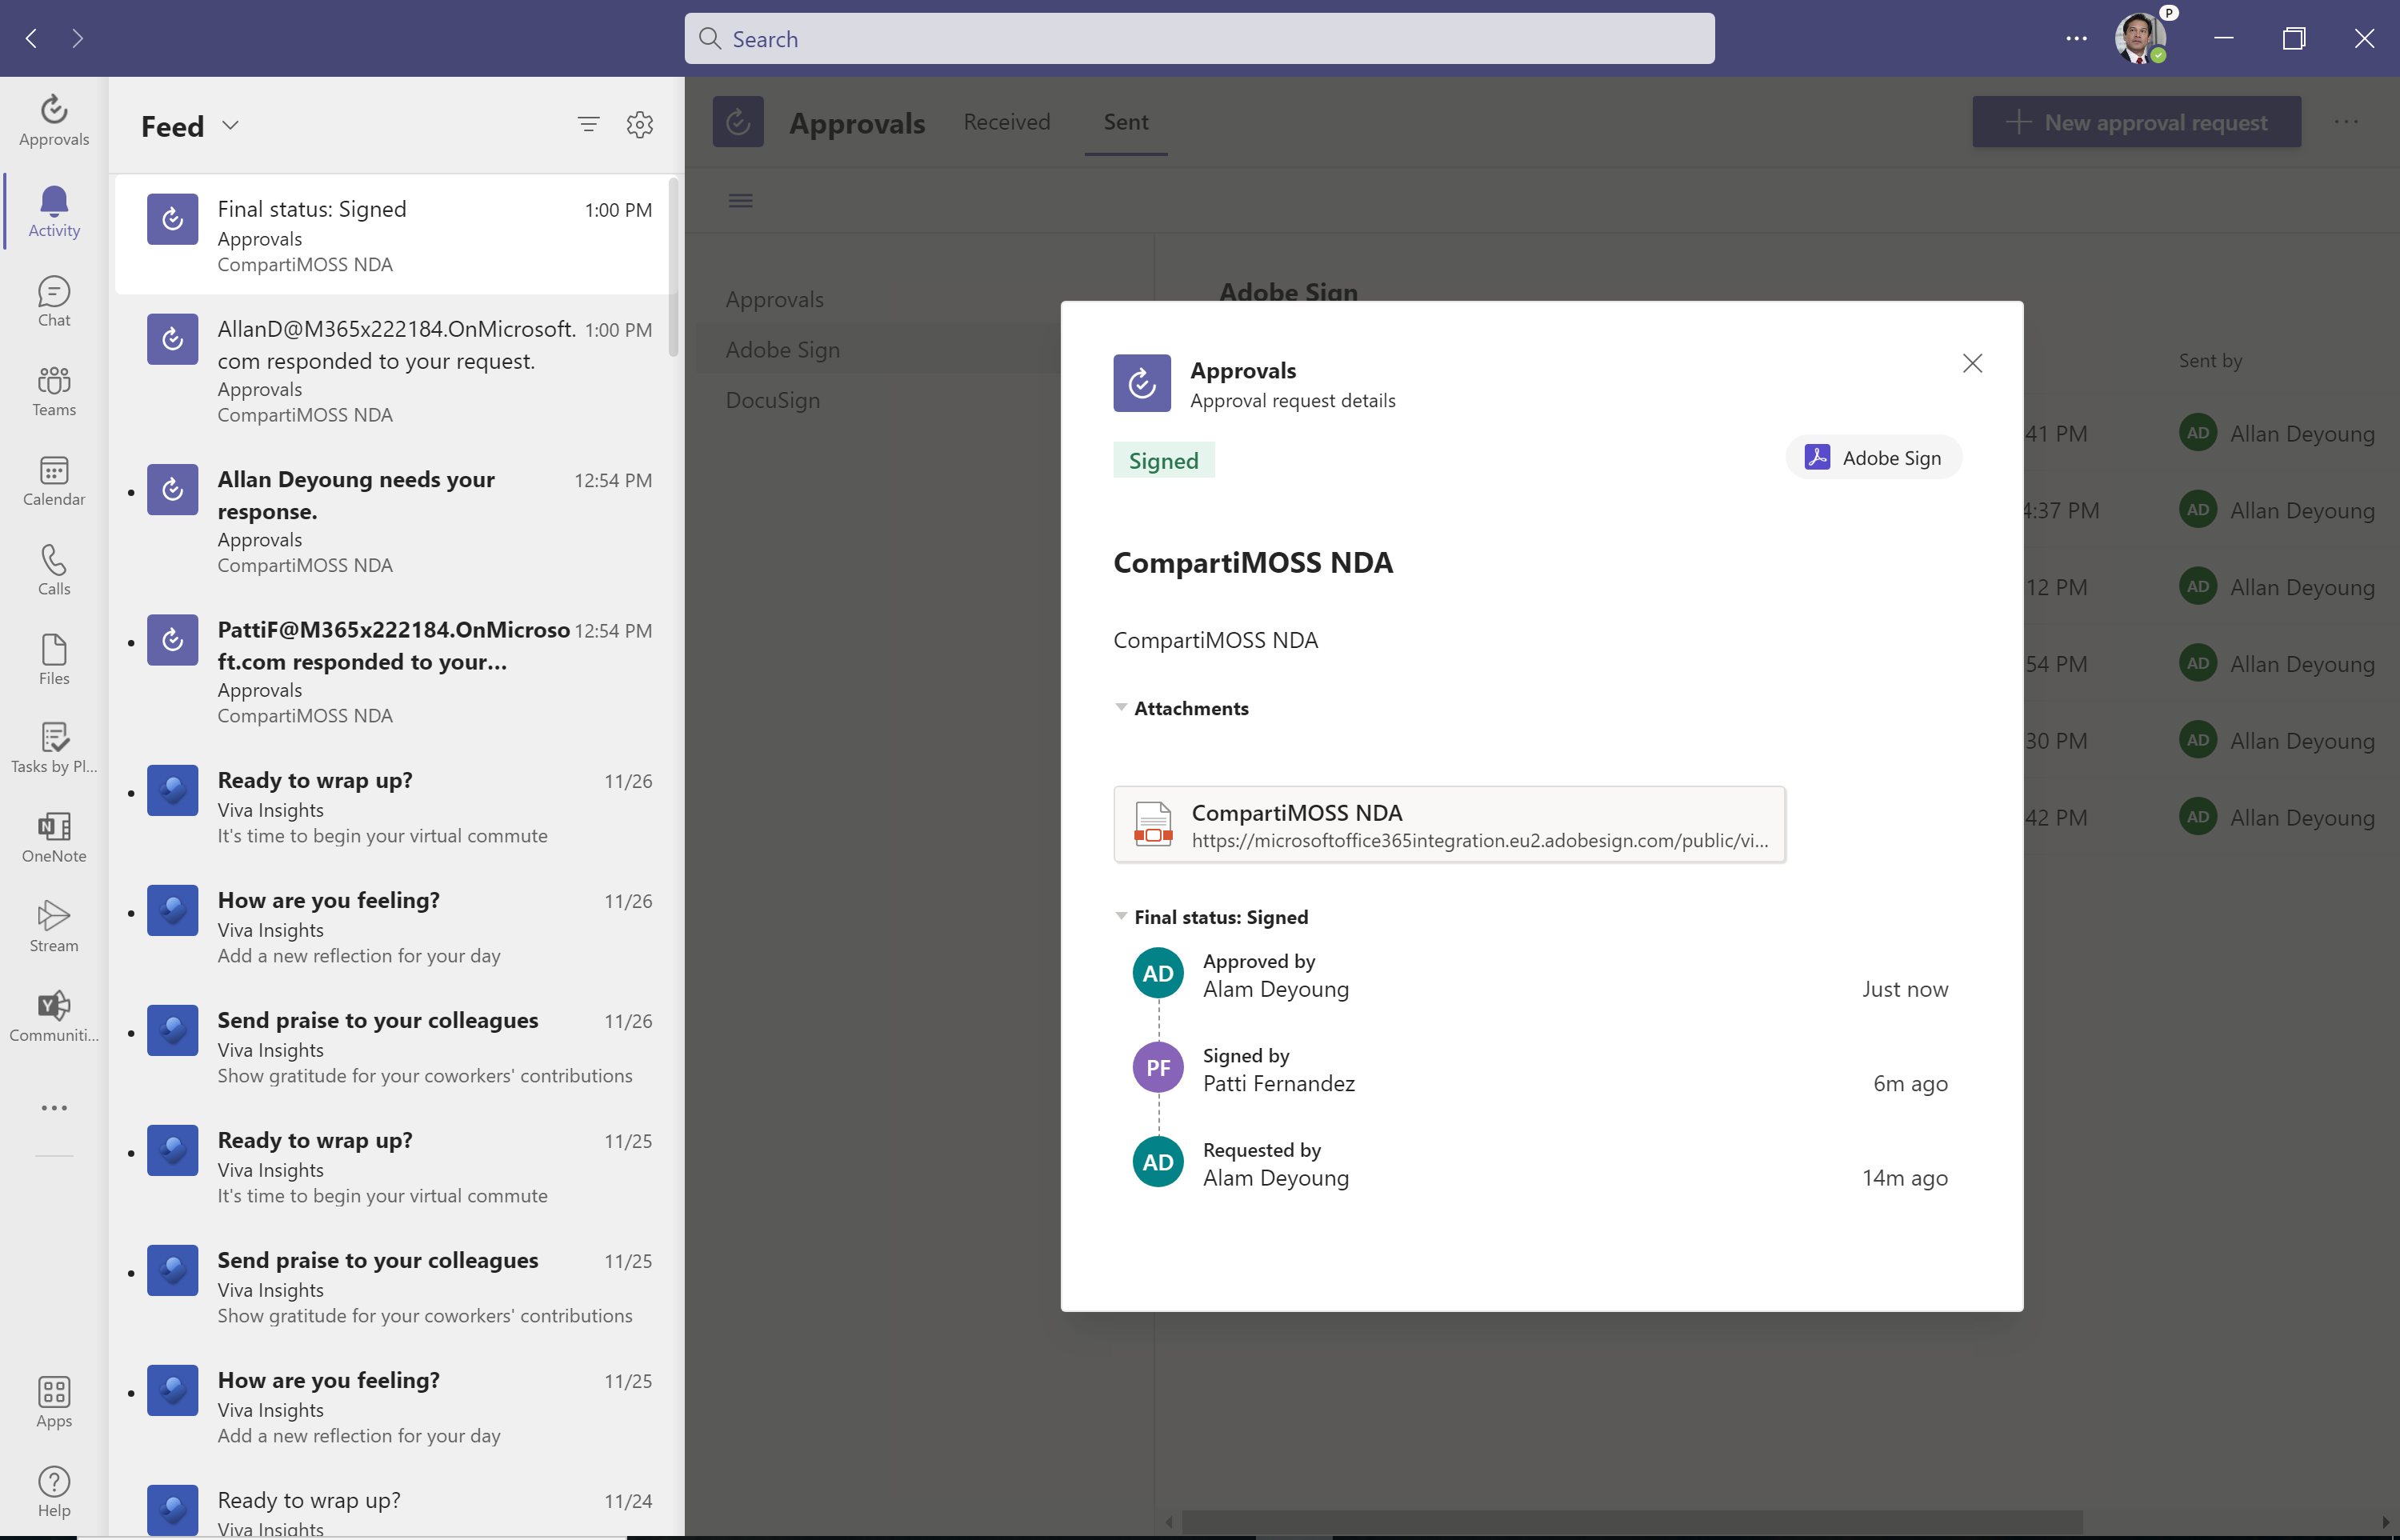 Search
P
Approvals
Activity
Chat
Teams
Calendar
Calls
Files
Tasks by Pl...
OneNote
Stream
Communiti...
Apps
Help
Feed
Final status: Signed
1:00 PM
Approvals
CompartiMOSS NDA
AllanD@M365x222184.OnMicrosoft.
1:00 PM
com responded to your request.
Approvals
CompartiMOSS NDA
Allan Deyoung needs your
12:54 PM
response.
Approvals
CompartiMOSS NDA
PattiF@M365x222184.OnMicroso
12:54 PM
ft.com responded to your...
Approvals
CompartiMOSS NDA
Ready to wrap up?
11/26
Viva Insights
It's time to begin your virtual commute
How are you feeling?
11/26
Viva Insights
Add a new reflection for your day
Send praise to your colleagues
11/26
Viva Insights
Show gratitude for your coworkers' contributions
Ready to wrap up?
11/25
Viva Insights
It's time to begin your virtual commute
Send praise to your colleagues
11/25
Viva Insights
Show gratitude for your coworkers' contributions
How are you feeling?
11/25
Viva Insights
Add a new reflection for your day
Ready to wrap up?
11/24
Viva Insights
Approvals
Received
Sent
New approval request
Approvals
Adobe Sign
DocuSign
Adobe Sign
Sent by
41 PM
AD
Allan Deyoung
4:37 PM
AD
Allan Deyoung
12 PM
AD
Allan Deyoung
54 PM
AD
Allan Deyoung
30 PM
AD
Allan Deyoung
42 PM
AD
Allan Deyoung
Approvals
Approval request details
Signed
Adobe Sign
CompartiMOSS NDA
CompartiMOSS NDA
Attachments
CompartiMOSS NDA
https://microsoftoffice365integration.eu2.adobesign.com/public/vi...
Final status: Signed
AD
Approved by
Alam Deyoung
Just now
PF
Signed by
Patti Fernandez
6m ago
AD
Requested by
Alam Deyoung
14m ago